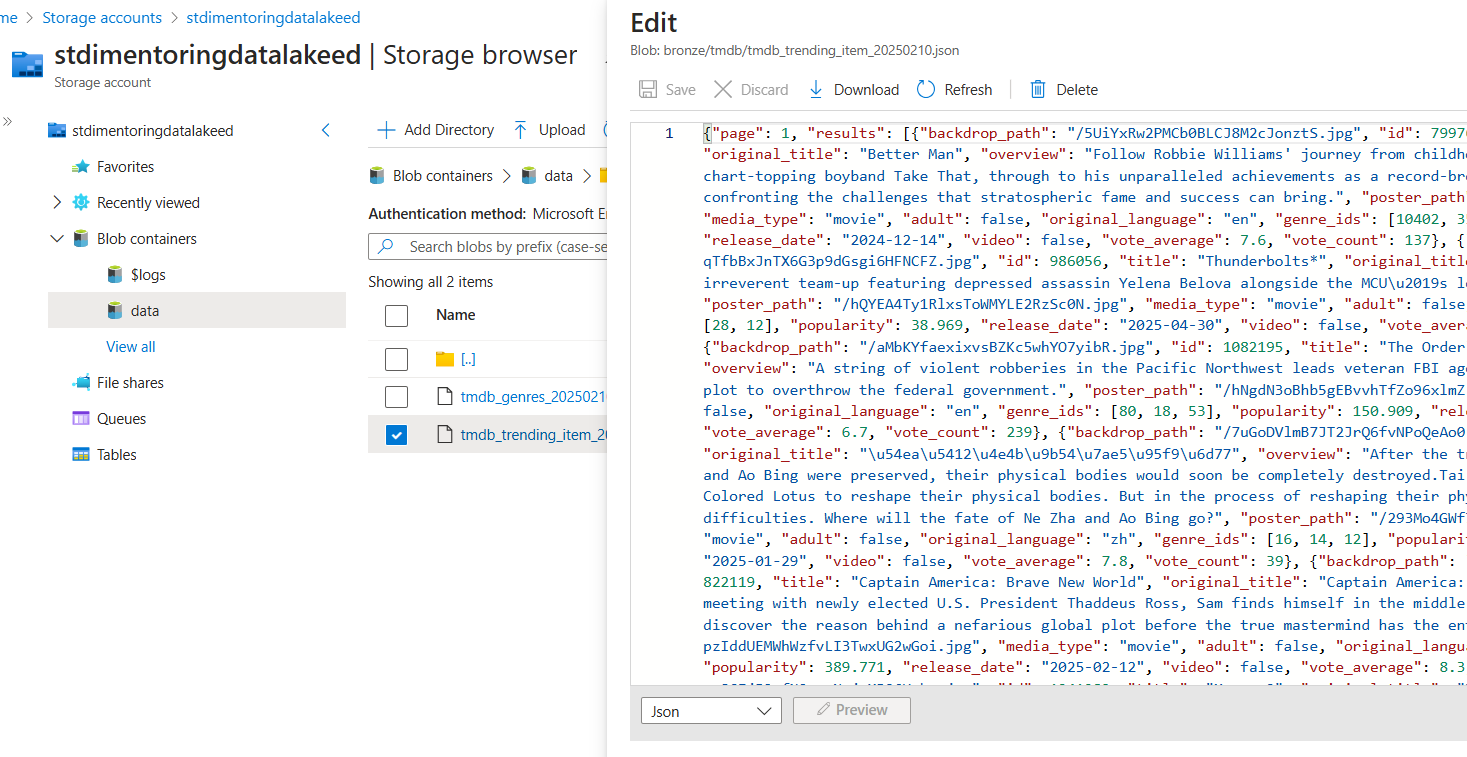 me > Storage accounts > stdimentoringdatalakeed
stdimentoringdatalakeed | Storage browser
Storage account
stdimentoringdatalakeed
Favorites
Recently viewed
Blob containers
$logs
data
View all
File shares
Queues
Tables
Add Directory Upload
Blob containers > data >
Authentication method: Microsoft E
Search blobs by prefix (case-se
Showing all 2 items
Name
[..]
tmdb_genres_2025021
tmdb_trending_item_2
Edit
Blob: bronze/tmdb/tmdb_trending_item_20250210.json
Save Discard Download Refresh Delete
1 {"page": 1, "results": [{"backdrop_path": "/5UiYxRw2PMCb0BLCJ8M2cJonztS.jpg", "id": 7997
"original_title": "Better Man", "overview": "Follow Robbie Williams' journey from childh
chart-topping boyband Take That, through to his unparalleled achievements as a record-br
confronting the challenges that stratospheric fame and success can bring.", "poster_path
"media_type": "movie", "adult": false, "original_language": "en", "genre_ids": [10402, 3
"release_date": "2024-12-14", "video": false, "vote_average": 7.6, "vote_count": 137}, {
qTfbBxJnTX6G3p9dGsgi6HFNCFZ.jpg", "id": 986056, "title": "Thunderbolts*", "original_titl
irreverent team-up featuring depressed assassin Yelena Belova alongside the MCU\u2019s l
"poster_path": "/hQYEA4Ty1RlxsToWMYLE2RzSc0N.jpg", "media_type": "movie", "adult": false
[28, 12], "popularity": 38.969, "release_date": "2025-04-30", "video": false, "vote_aver
{"backdrop_path": "/aMbKYfaexixvsBZKc5whYO7yibR.jpg", "id": 1082195, "title": "The Order
"overview": "A string of violent robberies in the Pacific Northwest leads veteran FBI ag
plot to overthrow the federal government.", "poster_path": "/hNgdN3oBhb5gEBvvhTfZo96xlmZ
false, "original_language": "en", "genre_ids": [80, 18, 53], "popularity": 150.909, "rel
"vote_average": 6.7, "vote_count": 239}, {"backdrop_path": "/7uGoDVlmB7JT2JrQ6fvNPoQeAo0
"original_title": "\u54ea\u5412\u4e4b\u9b54\u7ae5\u95f9\u6d77", "overview": "After the t
and Ao Bing were preserved, their physical bodies would soon be completely destroyed.Tai
Colored Lotus to reshape their physical bodies. But in the process of reshaping their ph
difficulties. Where will the fate of Ne Zha and Ao Bing go?", "poster_path": "/293Mo4GWf
"movie", "adult": false, "original_language": "zh", "genre_ids": [16, 14, 12], "populari
"2025-01-29", "video": false, "vote_average": 7.8, "vote_count": 39}, {"backdrop_path":
822119, "title": "Captain America: Brave New World", "original_title": "Captain America:
meeting with newly elected U.S. President Thaddeus Ross, Sam finds himself in the middle
discover the reason behind a nefarious global plot before the true mastermind has the en
pzIddUEMWhWzfvLI3TwxUG2wGoi.jpg", "media_type": "movie", "adult": false, "original_langu
"popularity": 389.771, "release_date": "2025-02-12", "video": false, "vote_average": 8.3
Json Preview